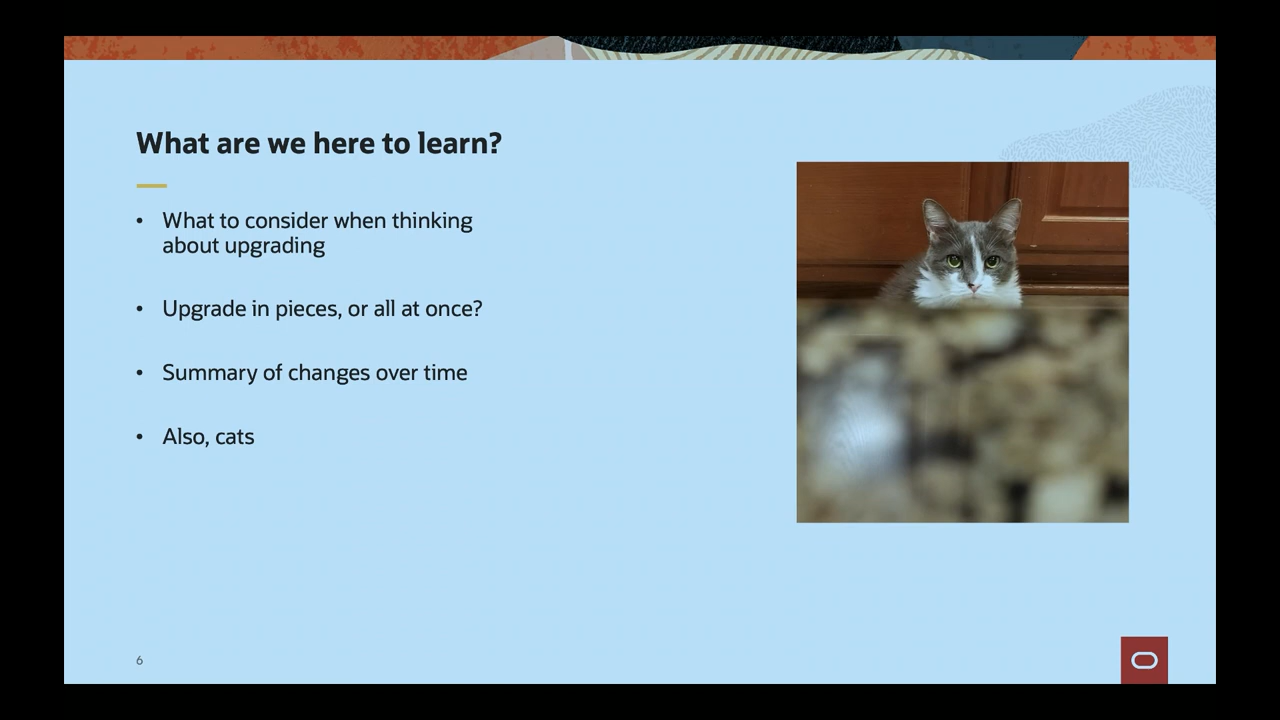 What are we here to learn?
• What to consider when thinking
about upgrading
• Upgrade in pieces, or all at once?
• Summary of changes over time
• Also, cats
6